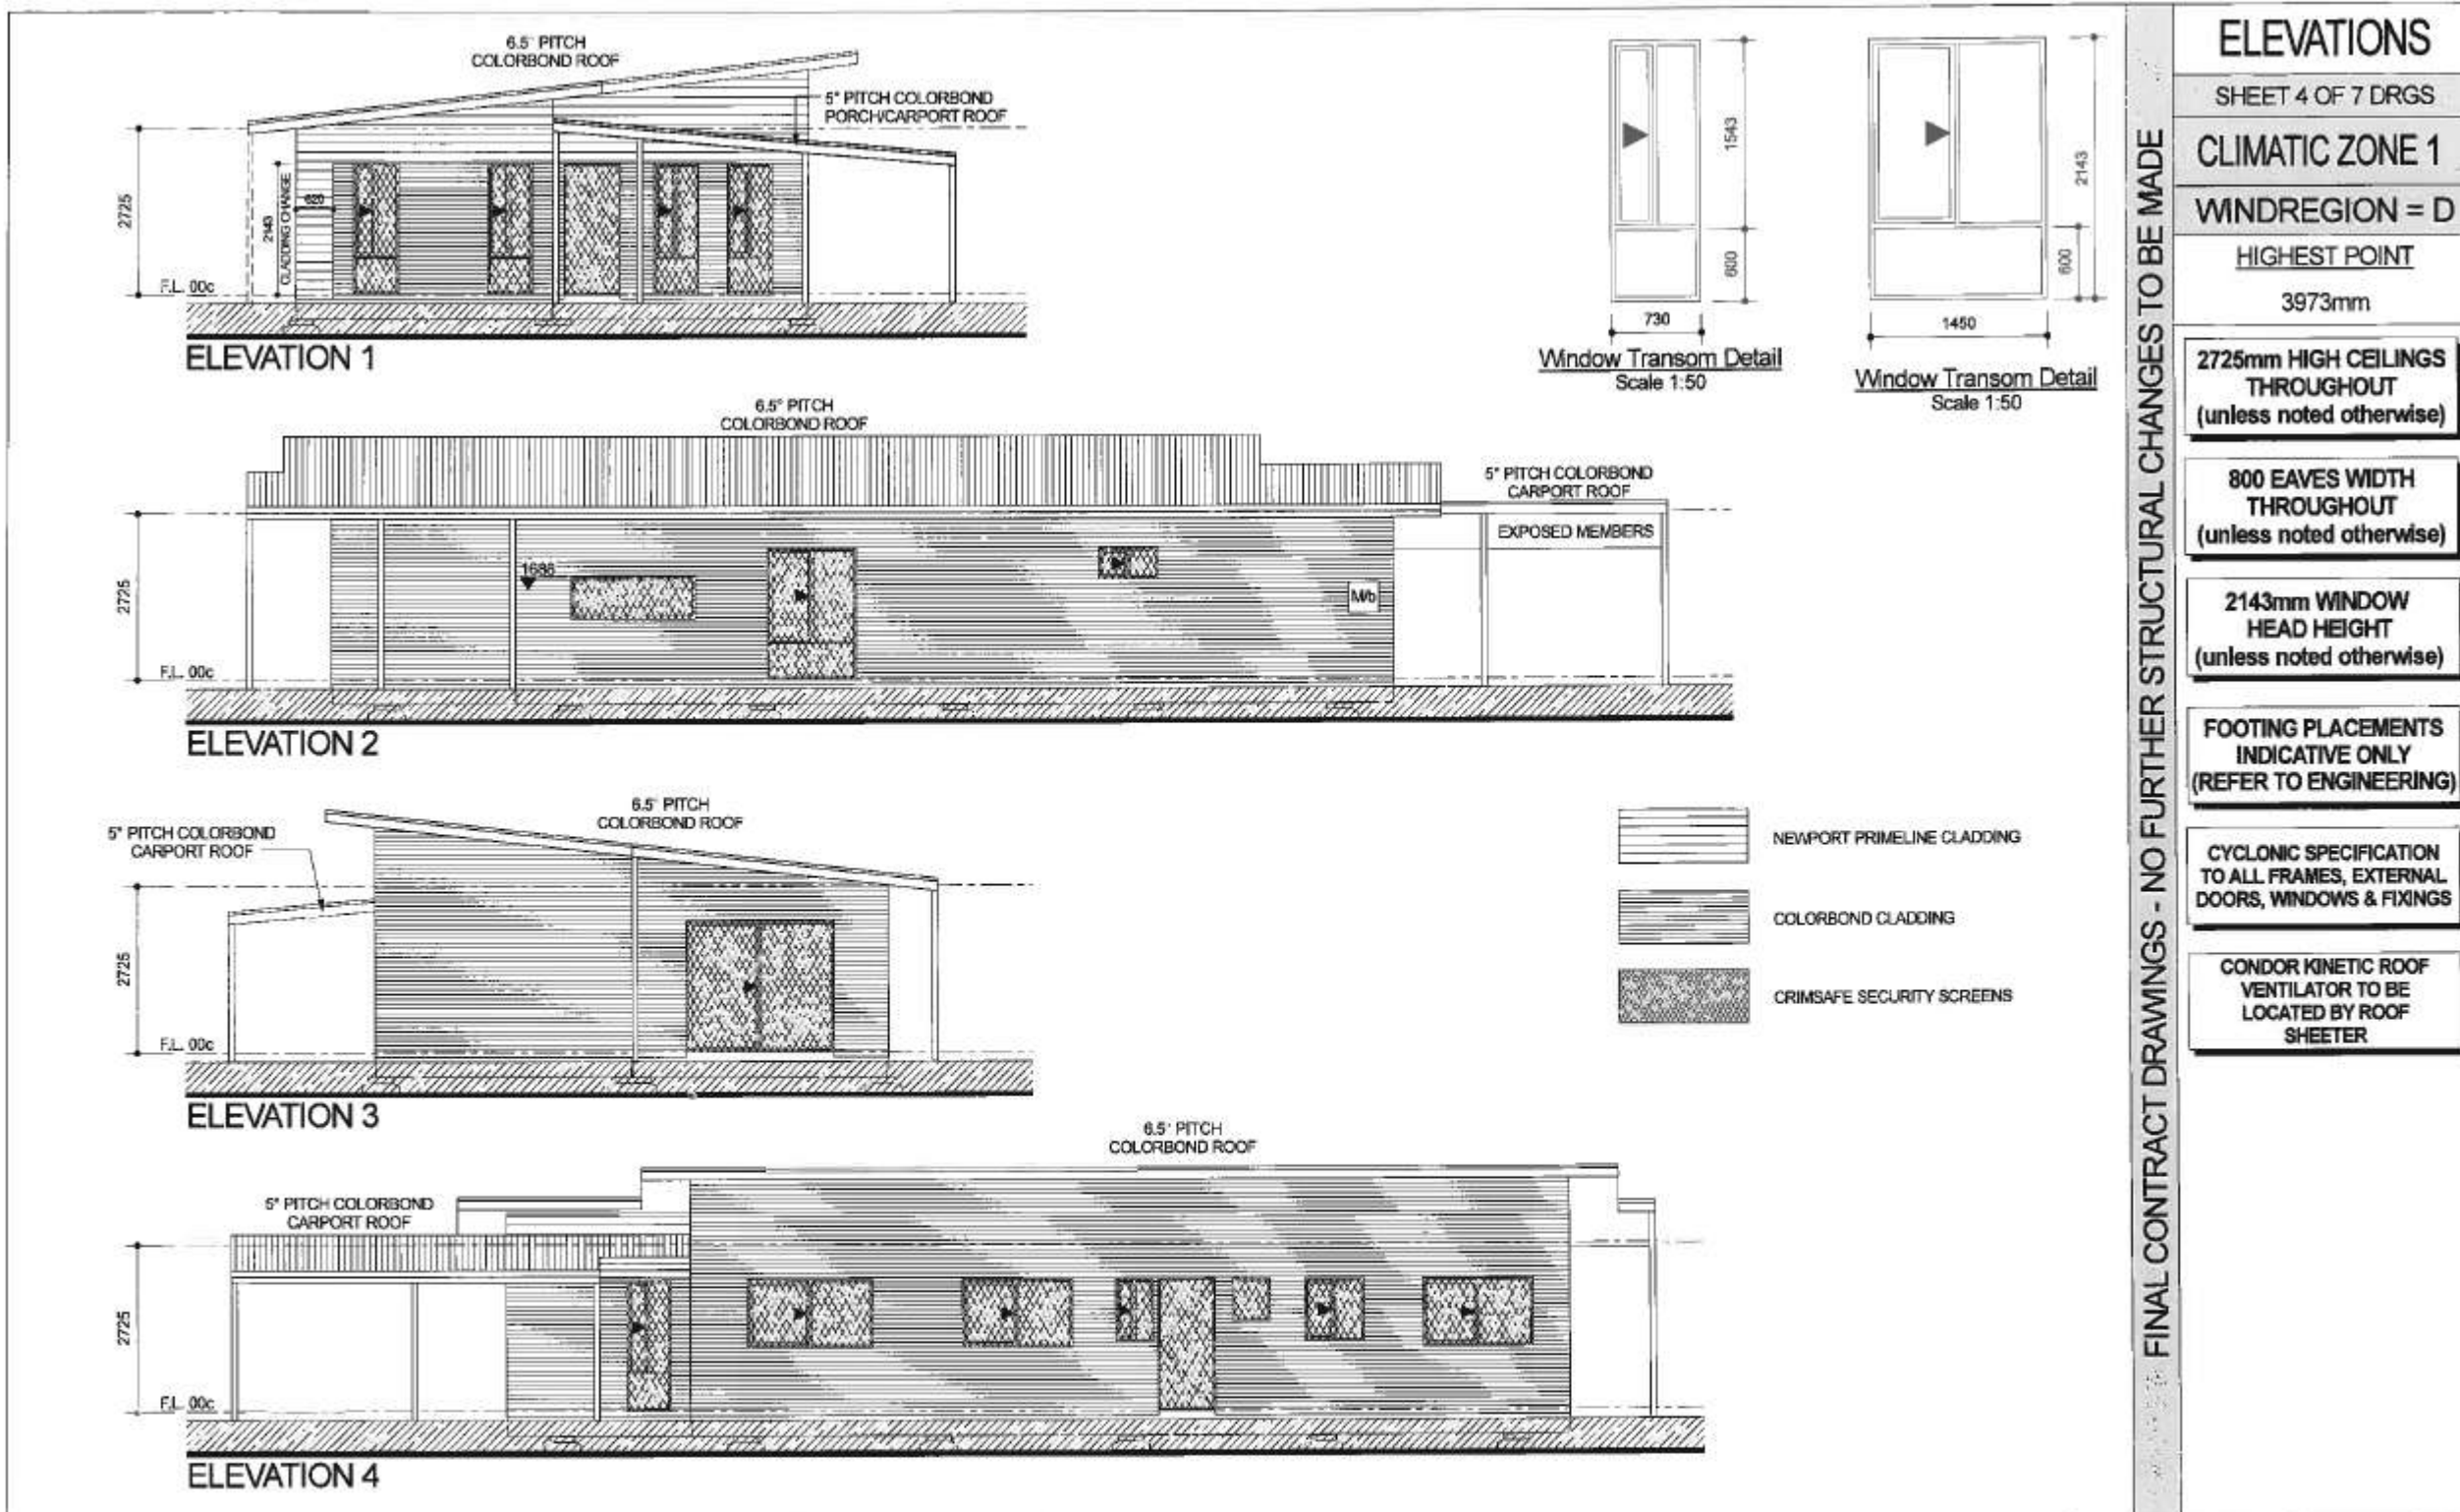 6.5° PITCH
COLORBOND ROOF
5° PITCH COLORBOND
PORCH/CARPORT ROOF
2725
2143
CLADDING CHANGE
620
F.L. 00c
ELEVATION 1
1543
600
730
Window Transom Detail
Scale 1:50
2143
600
1450
Window Transom Detail
Scale 1:50
6.5° PITCH
COLORBOND ROOF
5° PITCH COLORBOND
CARPORT ROOF
EXPOSED MEMBERS
2725
1686
M/b
F.L. 00c
ELEVATION 2
6.5° PITCH
COLORBOND ROOF
5° PITCH COLORBOND
CARPORT ROOF
2725
F.L. 00c
ELEVATION 3
NEWPORT PRIMELINE CLADDING
COLORBOND CLADDING
CRIMSAFE SECURITY SCREENS
6.5° PITCH
COLORBOND ROOF
5° PITCH COLORBOND
CARPORT ROOF
2725
F.L. 00c
ELEVATION 4
FINAL CONTRACT DRAWINGS - NO FURTHER STRUCTURAL CHANGES TO BE MADE
ELEVATIONS
SHEET 4 OF 7 DRGS
CLIMATIC ZONE 1
WINDREGION = D
HIGHEST POINT
3973mm
2725mm HIGH CEILINGS
THROUGHOUT
(unless noted otherwise)
800 EAVES WIDTH
THROUGHOUT
(unless noted otherwise)
2143mm WINDOW
HEAD HEIGHT
(unless noted otherwise)
FOOTING PLACEMENTS
INDICATIVE ONLY
(REFER TO ENGINEERING)
CYCLONIC SPECIFICATION
TO ALL FRAMES, EXTERNAL
DOORS, WINDOWS & FIXINGS
CONDOR KINETIC ROOF
VENTILATOR TO BE
LOCATED BY ROOF
SHEETER